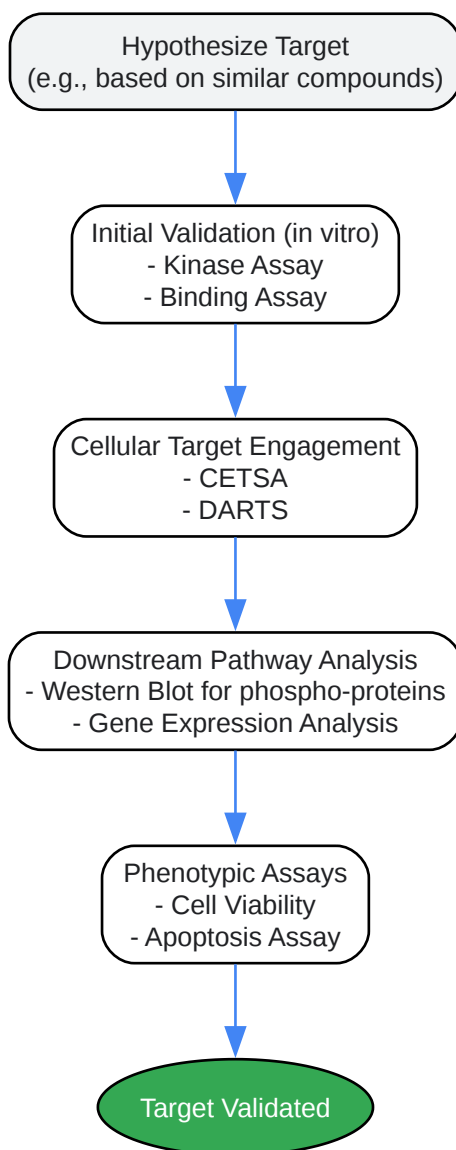 Hypothesize Target
(e.g., based on similar compounds)
Initial Validation (in vitro)
- Kinase Assay
- Binding Assay
Cellular Target Engagement
- CETSA
- DARTS
Downstream Pathway Analysis
- Western Blot for phospho-proteins
- Gene Expression Analysis
Phenotypic Assays
- Cell Viability
- Apoptosis Assay
Target Validated